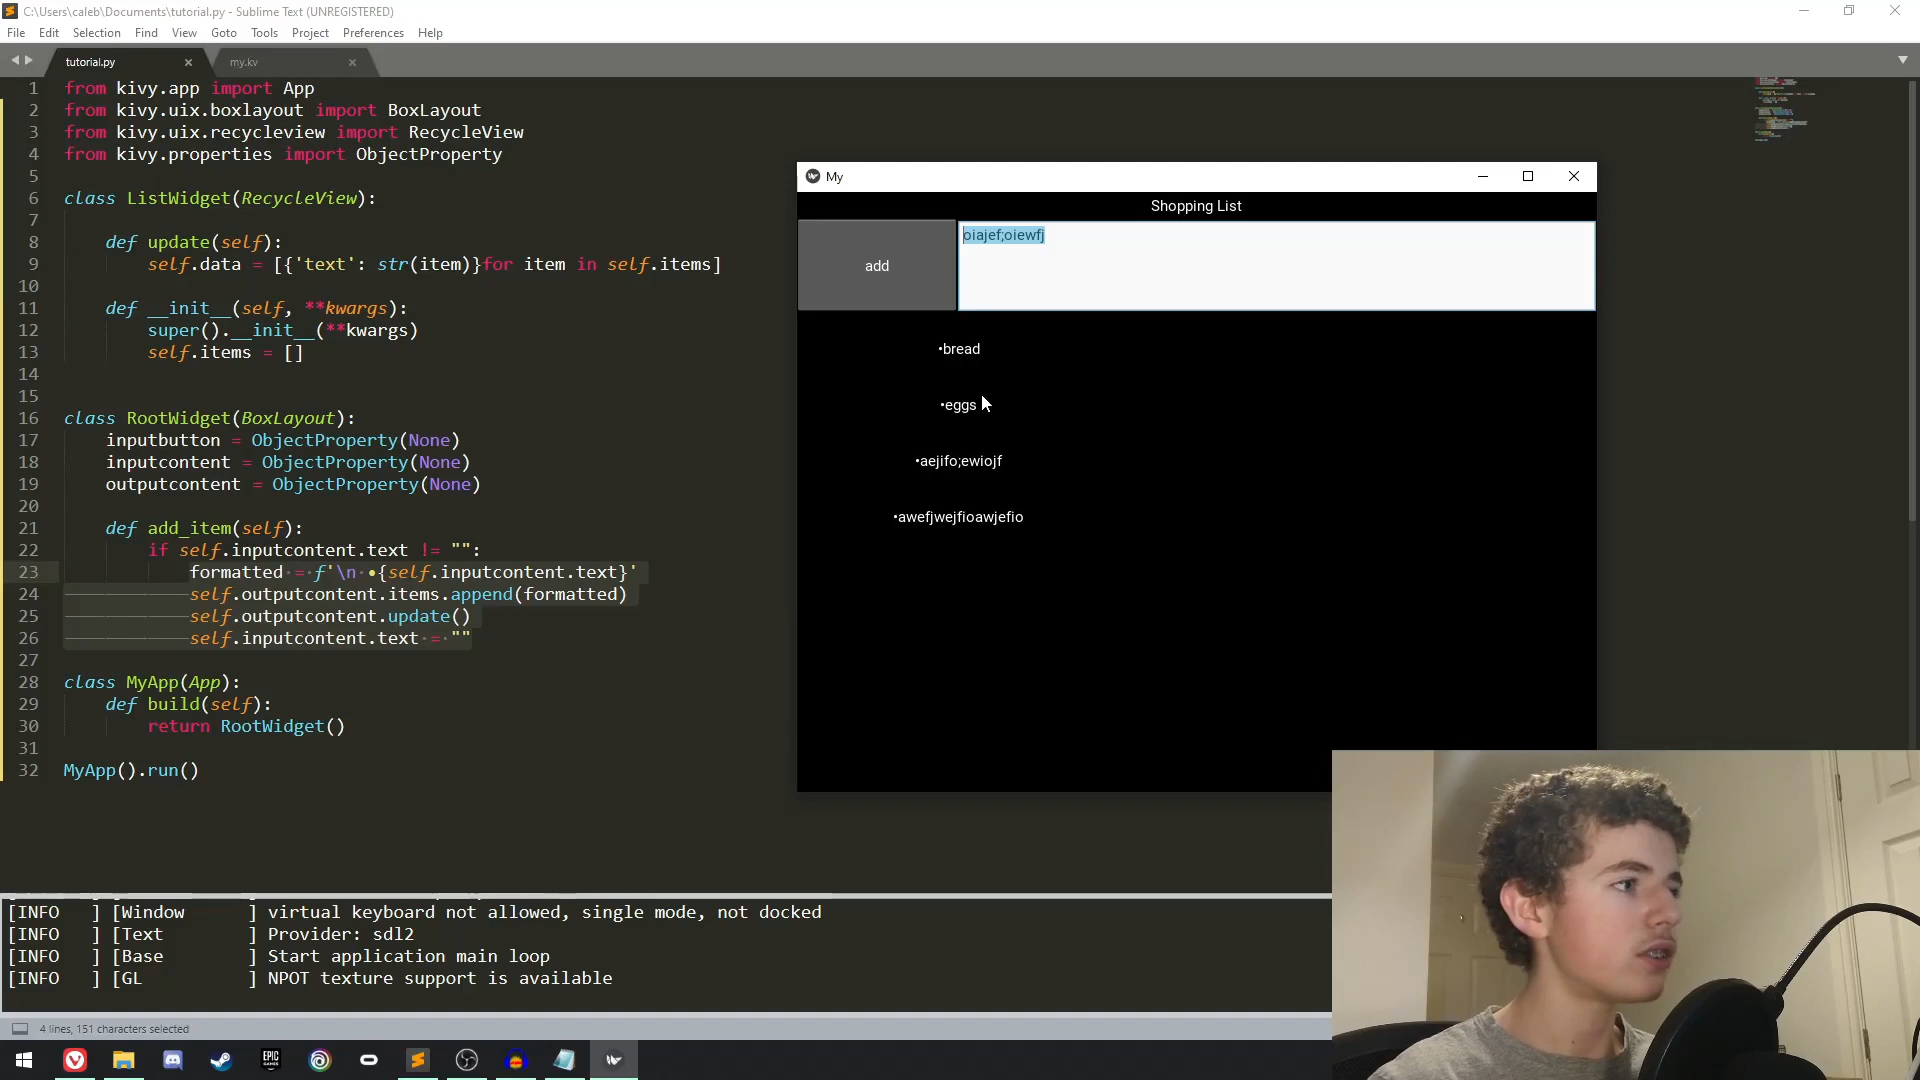 C:\Users\caleb\Documents\tutorial.py - Sublime Text (UNREGISTERED)
File Edit Selection Find View Goto Tools Project Preferences Help
tutorial.py
my.kv
1 from kivy.app import App
2 from kivy.uix.boxlayout import BoxLayout
3 from kivy.uix.recycleview import RecycleView
4 from kivy.properties import ObjectProperty
5
6 class ListWidget(RecycleView):
7
8 def update(self):
9 self.data = [{'text': str(item)}for item in self.items]
10
11 def __init__(self, **kwargs):
12 super().__init__(**kwargs)
13 self.items = []
14
15
16 class RootWidget(BoxLayout):
17 inputbutton = ObjectProperty(None)
18 inputcontent = ObjectProperty(None)
19 outputcontent = ObjectProperty(None)
20
21 def add_item(self):
22 if self.inputcontent.text != "":
23 formatted = f'\n •{self.inputcontent.text}'
24 self.outputcontent.items.append(formatted)
25 self.outputcontent.update()
26 self.inputcontent.text = ""
27
28 class MyApp(App):
29 def build(self):
30 return RootWidget()
31
32 MyApp().run()
My
Shopping List
add
oiajef;oiewfj
•bread
•eggs
•aejifo;ewiojf
•awefjwejfioawjefio
[INFO ] [Window ] virtual keyboard not allowed, single mode, not docked
[INFO ] [Text ] Provider: sdl2
[INFO ] [Base ] Start application main loop
[INFO ] [GL ] NPOT texture support is available
4 lines, 151 characters selected
EPIC GAMES